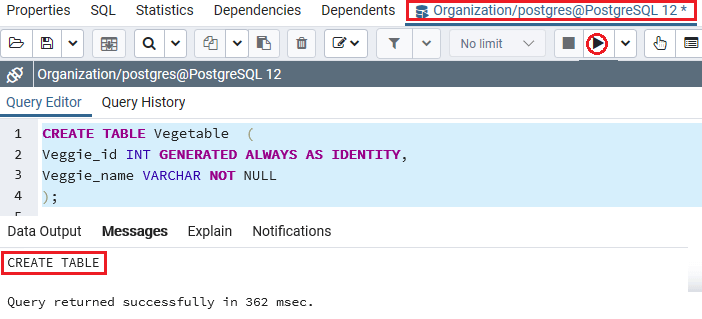 Properties SQL Statistics Dependencies Dependents Organization/postgres@PostgreSQL 12 *
No limit
Organization/postgres@PostgreSQL 12
Query Editor Query History
1 CREATE TABLE Vegetable (
2 Veggie_id INT GENERATED ALWAYS AS IDENTITY,
3 Veggie_name VARCHAR NOT NULL
4 );
Data Output Messages Explain Notifications
CREATE TABLE
Query returned successfully in 362 msec.